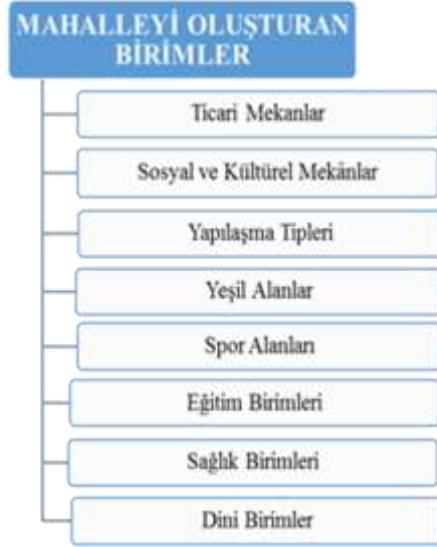 MAHALLEYİ OLUŞTURAN
BİRİMLER
Ticari Mekanlar
Sosyal ve Kültürel Mekânlar
Yapılaşma Tipleri
Yeşil Alanlar
Spor Alanları
Eğitim Birimleri
Sağlık Birimleri
Dini Birimler